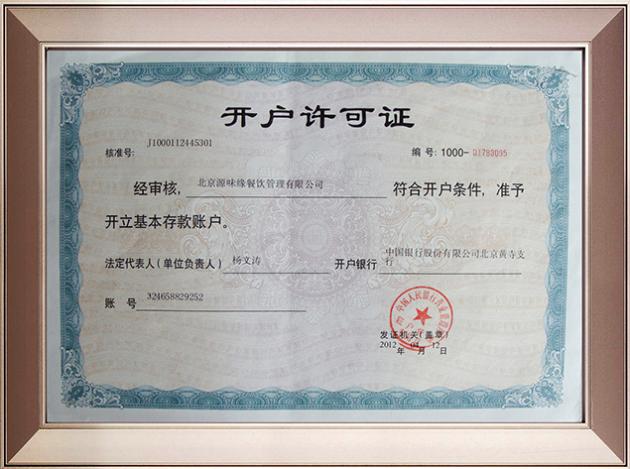 开户许可证
核准号: J1000112445301 编号: 1000-01783095
经审核, 北京源味缘餐饮管理有限公司 符合开户条件, 准予
开立基本存款账户。
法定代表人(单位负责人) 杨文涛 开户银行 中国银行股份有限公司北京黄寺支
行
账 号 324658829252
发证机关(盖章)
2012 年 月 12 日